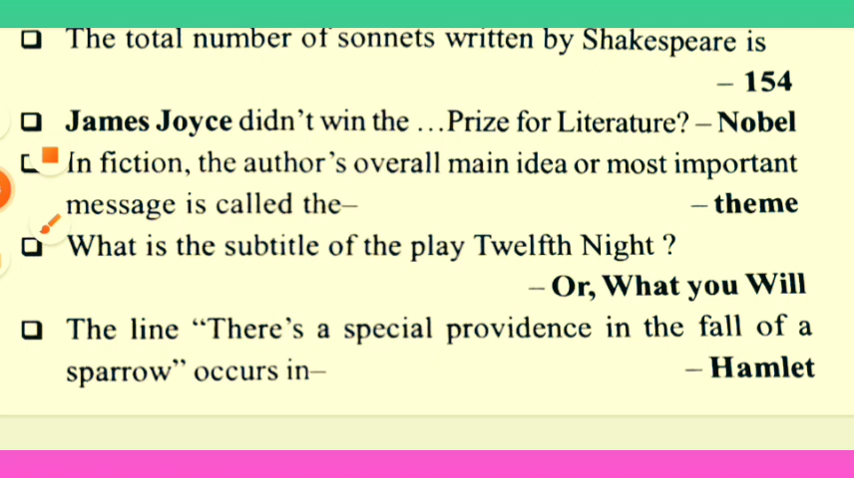 ❑ The total number of sonnets written by Shakespeare is
– 154
❑ James Joyce didn’t win the …Prize for Literature? – Nobel
In fiction, the author’s overall main idea or most important
message is called the– – theme
❑ What is the subtitle of the play Twelfth Night ?
– Or, What you Will
❑ The line “There’s a special providence in the fall of a
sparrow” occurs in– – Hamlet